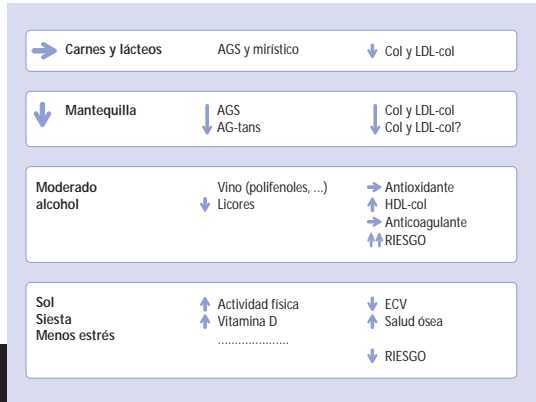 Carnes y lácteos AGS y mirístico Col y LDL-col
Mantequilla AGS Col y LDL-col
AG-tans Col y LDL-col?
Moderado Vino (polifenoles, ...) Antioxidante
alcohol Licores HDL-col
Anticoagulante
RIESGO
Sol Actividad física ECV
Siesta Vitamina D Salud ósea
Menos estrés .....................
RIESGO